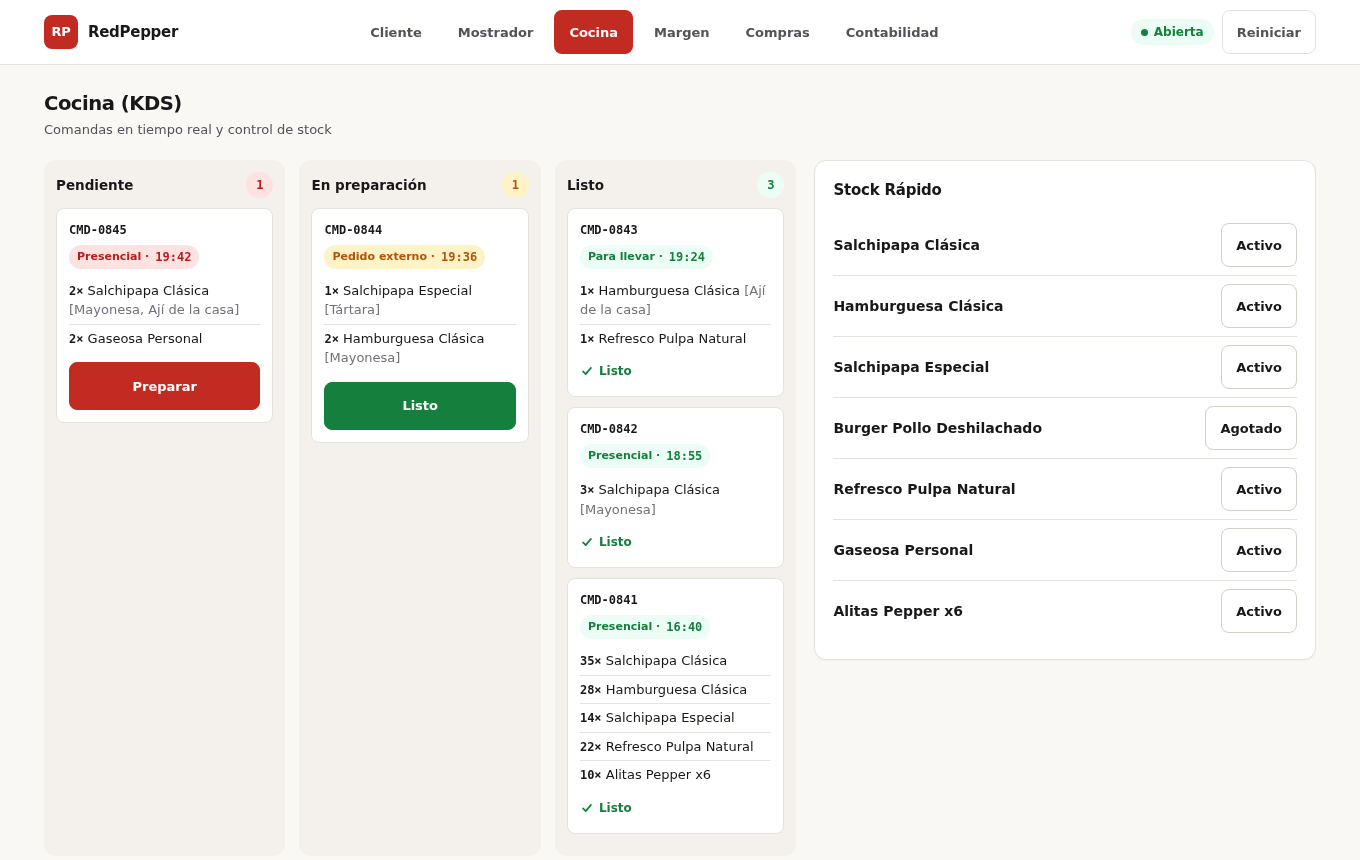 RP RedPepper Cliente Mostrador Cocina Margen Compras Contabilidad Abierta Reiniciar
Cocina (KDS)
Comandas en tiempo real y control de stock
Pendiente 1
CMD-0845
Presencial · 19:42
2× Salchipapa Clásica
[Mayonesa, Ají de la casa]
2× Gaseosa Personal
Preparar
En preparación 1
CMD-0844
Pedido externo · 19:36
1× Salchipapa Especial
[Tártara]
2× Hamburguesa Clásica
[Mayonesa]
Listo
Listo 3
CMD-0843
Para llevar · 19:24
1× Hamburguesa Clásica [Ají
de la casa]
1× Refresco Pulpa Natural
Listo
CMD-0842
Presencial · 18:55
3× Salchipapa Clásica
[Mayonesa]
Listo
CMD-0841
Presencial · 16:40
35× Salchipapa Clásica
28× Hamburguesa Clásica
14× Salchipapa Especial
22× Refresco Pulpa Natural
10× Alitas Pepper x6
Listo
Stock Rápido
Salchipapa Clásica Activo
Hamburguesa Clásica Activo
Salchipapa Especial Activo
Burger Pollo Deshilachado Agotado
Refresco Pulpa Natural Activo
Gaseosa Personal Activo
Alitas Pepper x6 Activo